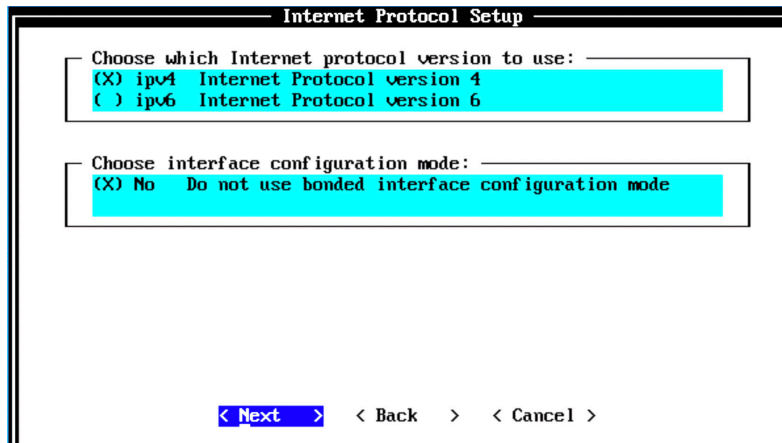 Internet Protocol Setup
Choose which Internet protocol version to use:
(X) ipv4  Internet Protocol version 4
( ) ipv6  Internet Protocol version 6
Choose interface configuration mode:
(X) No   Do not use bonded interface configuration mode
< Next   >   < Back   >   < Cancel >